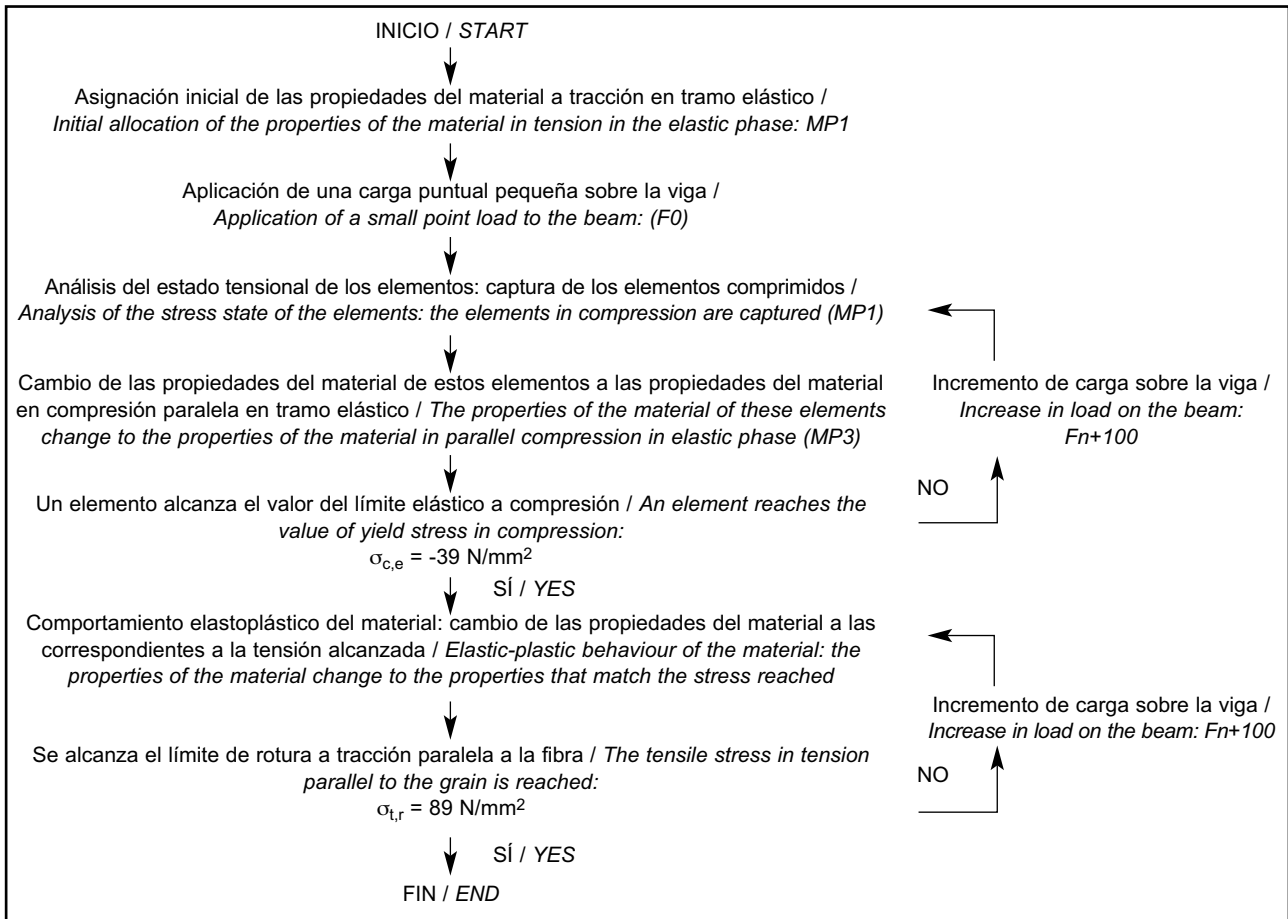 INICIO / START
Asignación inicial de las propiedades del material a tracción en tramo elástico /
Initial allocation of the properties of the material in tension in the elastic phase: MP1
Aplicación de una carga puntual pequeña sobre la viga /
Application of a small point load to the beam: (F0)
Análisis del estado tensional de los elementos: captura de los elementos comprimidos /
Analysis of the stress state of the elements: the elements in compression are captured (MP1)
Cambio de las propiedades del material de estos elementos a las propiedades del material
en compresión paralela en tramo elástico / The properties of the material of these elements
change to the properties of the material in parallel compression in elastic phase (MP3)
Incremento de carga sobre la viga /
Increase in load on the beam:
Fn+100
NO
Un elemento alcanza el valor del límite elástico a compresión / An element reaches the
value of yield stress in compression:
σc,e = -39 N/mm2
SÍ / YES
Comportamiento elastoplástico del material: cambio de las propiedades del material a las
correspondientes a la tensión alcanzada / Elastic-plastic behaviour of the material: the
properties of the material change to the properties that match the stress reached
Incremento de carga sobre la viga /
Increase in load on the beam: Fn+100
NO
Se alcanza el límite de rotura a tracción paralela a la fibra / The tensile stress in tension
parallel to the grain is reached:
σt,r = 89 N/mm2
SÍ / YES
FIN / END